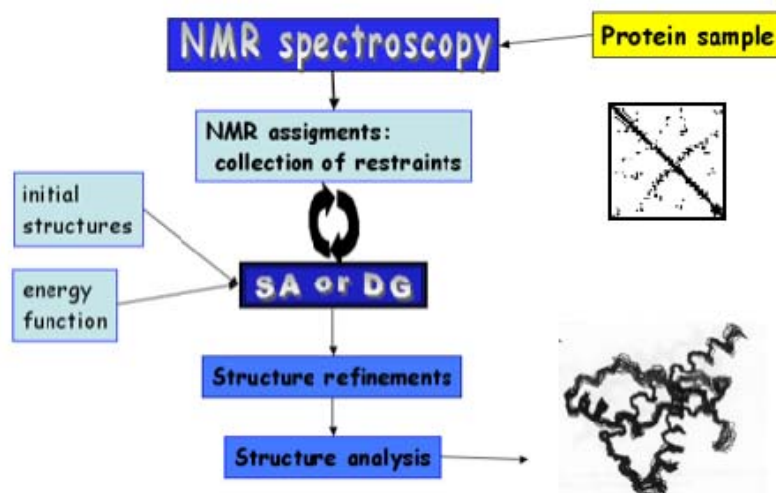 NMR spectroscopy
Protein sample
NMR assigments:
collection of restraints
initial
structures
energy
function
SA or DG
Structure refinements
Structure analysis